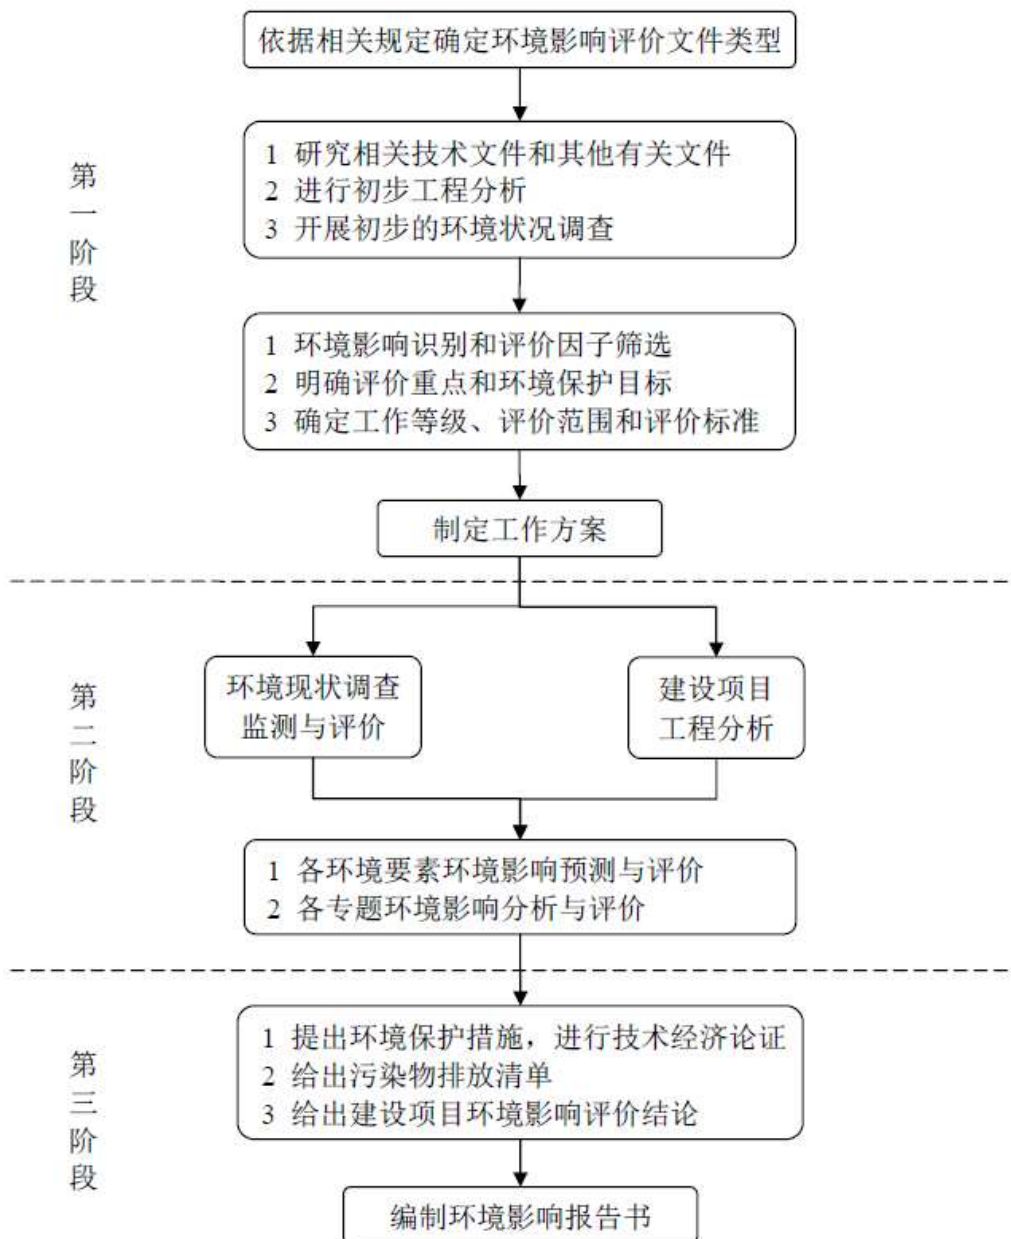 依据相关规定确定环境影响评价文件类型
第一阶段
1 研究相关技术文件和其他有关文件
2 进行初步工程分析
3 开展初步的环境状况调查
1 环境影响识别和评价因子筛选
2 明确评价重点和环境保护目标
3 确定工作等级、评价范围和评价标准
制定工作方案
第二阶段
环境现状调查
监测与评价
建设项目
工程分析
1 各环境要素环境影响预测与评价
2 各专题环境影响分析与评价
第三阶段
1 提出环境保护措施，进行技术经济论证
2 给出污染物排放清单
3 给出建设项目环境影响评价结论
编制环境影响报告书